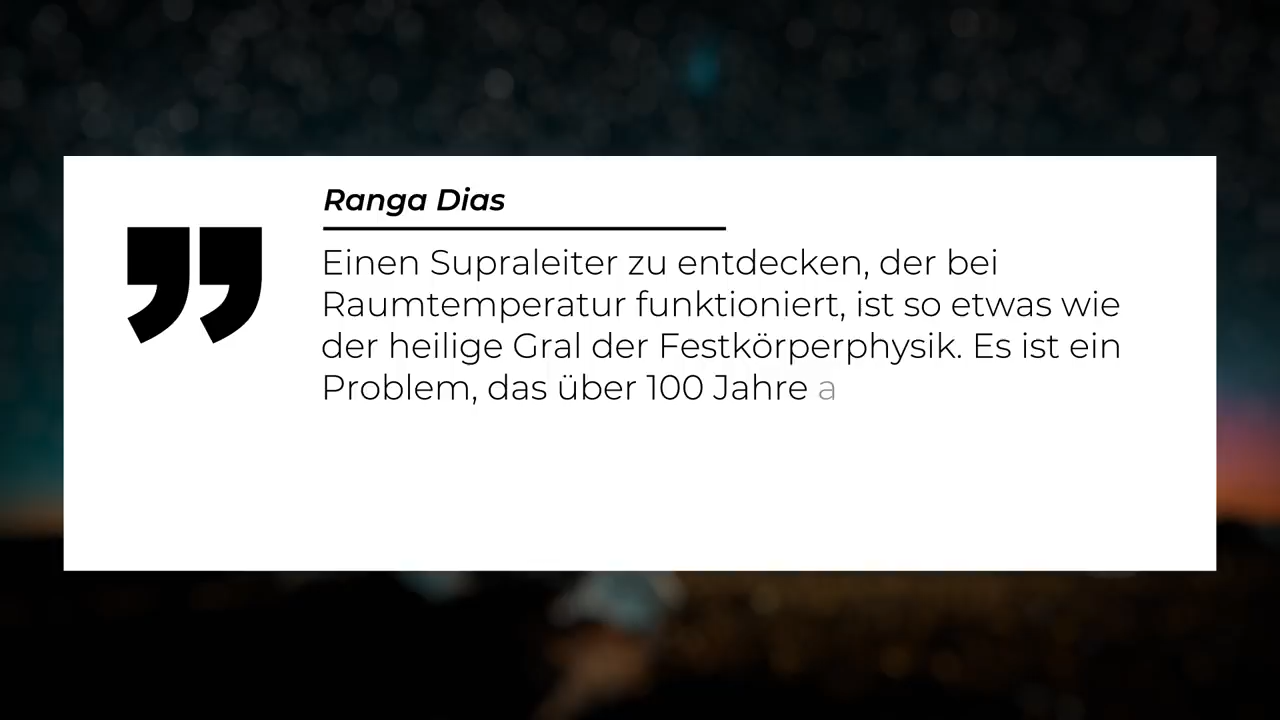 Ranga Dias
Einen Supraleiter zu entdecken, der bei
Raumtemperatur funktioniert, ist so etwas wie
der heilige Gral der Festkörperphysik. Es ist ein
Problem, das über 100 Jahre a